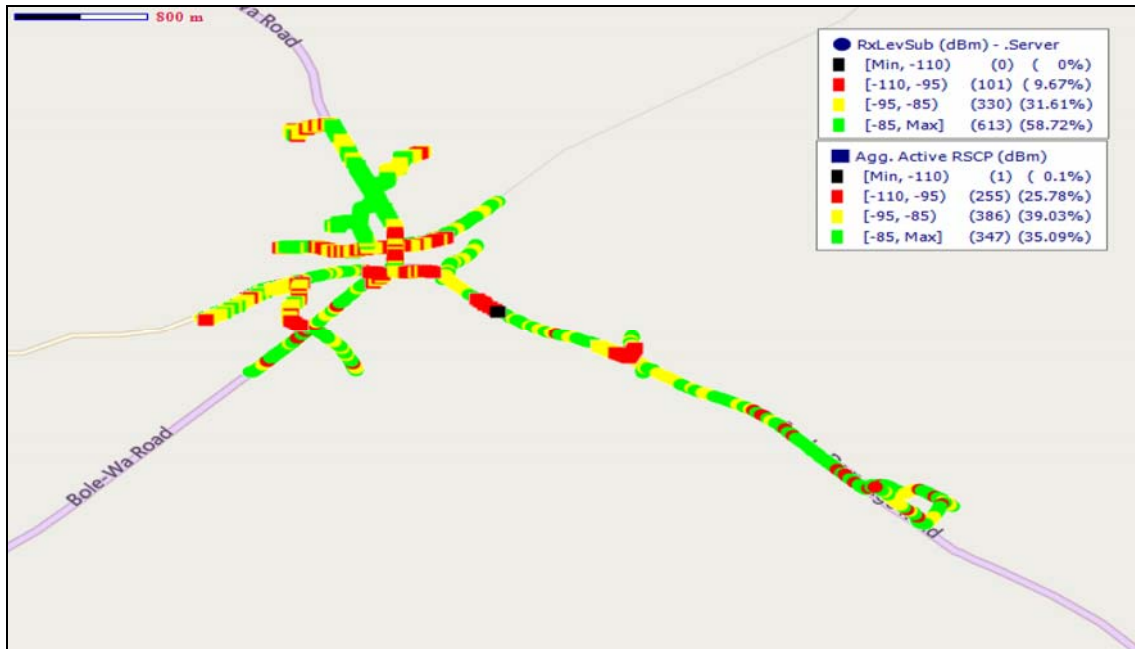 800 m
a Road
RxLevSub (dBm) - .Server
[Min, -110) (0) ( 0%)
[-110, -95) (101) ( 9.67%)
[-95, -85) (330) (31.61%)
[-85, Max] (613) (58.72%)
Agg. Active RSCP (dBm)
[Min, -110) (1) ( 0.1%)
[-110, -95) (255) (25.78%)
[-95, -85) (386) (39.03%)
[-85, Max] (347) (35.09%)
Bole-Wa Road